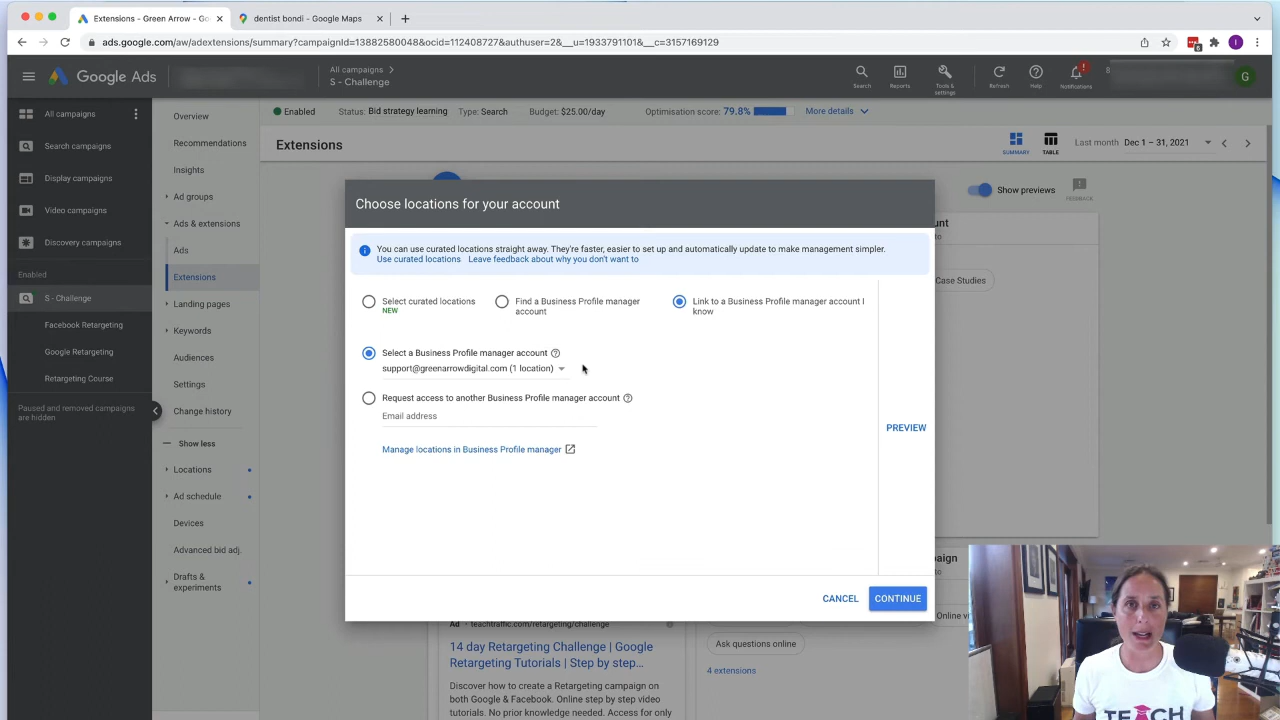 Extensions - Green Arrow - Go
dentist bondi - Google Maps
ads.google.com/aw/adextensions/summary?campaignId=13882580048&ocid=112408727&authuser=2&__u=1933791101&__c=3157169129
6
I
Google Ads
All campaigns
S - Challenge
Search
Reports
Tools & settings
Refresh
Help
Notifications
8
G
All campaigns
Search campaigns
Display campaigns
Video campaigns
Discovery campaigns
Enabled
S - Challenge
Facebook Retargeting
Google Retargeting
Retargeting Course
Paused and removed campaigns
are hidden
Overview
Recommendations
Insights
Ad groups
Ads & extensions
Ads
Extensions
Landing pages
Keywords
Audiences
Settings
Change history
Show less
Locations
Ad schedule
Devices
Advanced bid adj.
Drafts &
experiments
Enabled
Status: Bid strategy learning
Type: Search
Budget: $25.00/day
Optimisation score: 79.8%
More details
Extensions
SUMMARY
TABLE
Last month
Dec 1 – 31, 2021
Show previews
FEEDBACK
Choose locations for your account
You can use curated locations straight away. They're faster, easier to set up and automatically update to make management simpler.
Use curated locations
Leave feedback about why you don't want to
Select curated locations
NEW
Find a Business Profile manager
account
Link to a Business Profile manager account I
know
Select a Business Profile manager account
support@greenarrowdigital.com (1 location)
Request access to another Business Profile manager account
Email address
Manage locations in Business Profile manager
PREVIEW
CANCEL
CONTINUE
Case Studies
Ad • teachtraffic.com/retargeting/challenge
14 day Retargeting Challenge | Google
Retargeting Tutorials | Step by step...
Discover how to create a Retargeting campaign on
both Google & Facebook. Online step by step video
tutorials. No prior knowledge needed. Access for only
Ask questions online
4 extensions
Online vi
TEACH